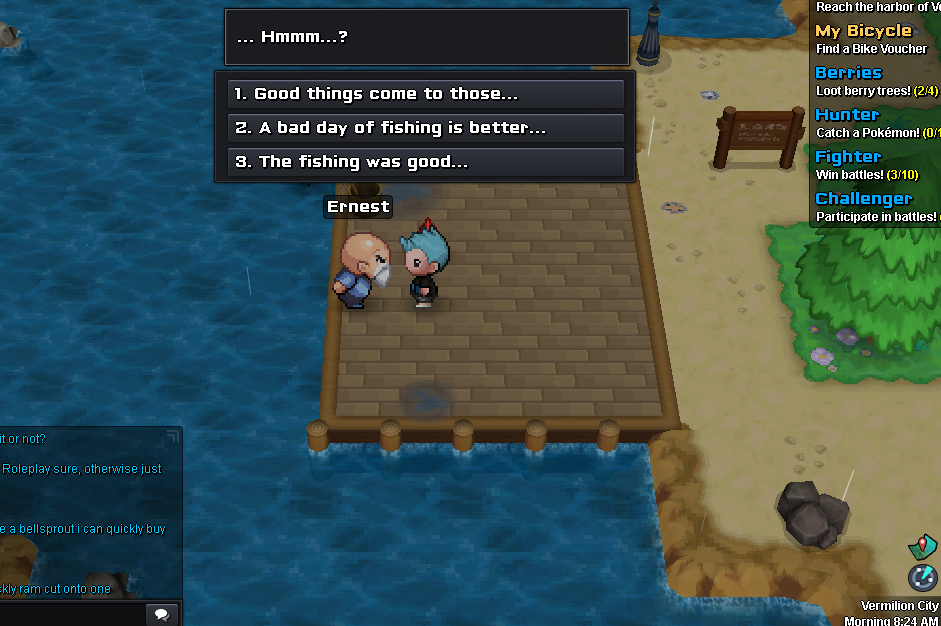 ... Hmmm...?
1. Good things come to those...
2. A bad day of fishing is better...
3. The fishing was good...
Ernest
Reach the harbor of
My Bicycle
Find a Bike Voucher
Berries
Loot berry trees! (2/4)
Hunter
Catch a Pokémon! (0/
Fighter
Win battles! (3/10)
Challenger
Participate in battles!
it or not?
Roleplay sure, otherwise just
e a bellsprout i can quickly buy
kly ram cut onto one
Vermilion City
Morning 8:24 AM